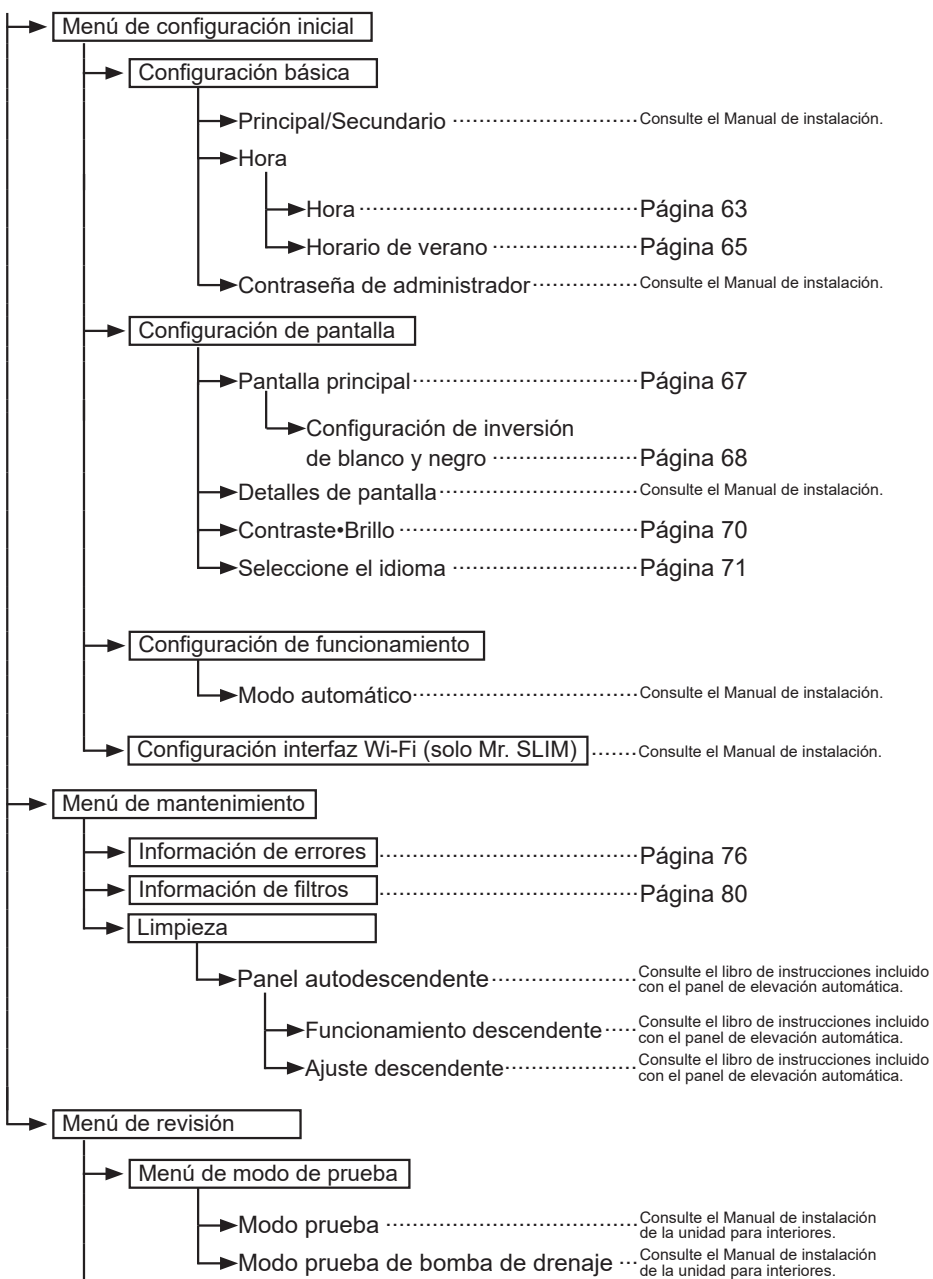 Menú de configuración inicial
Configuración básica
Principal/Secundario ··························· Consulte el Manual de instalación.
Hora
Hora ········································ Página 63
Horario de verano ····················· Página 65
Contraseña de administrador ··············· Consulte el Manual de instalación.
Configuración de pantalla
Pantalla principal ································· Página 67
Configuración de inversión
de blanco y negro ····················· Página 68
Detalles de pantalla ····························· Consulte el Manual de instalación.
Contraste•Brillo ··································· Página 70
Seleccione el idioma ··························· Página 71
Configuración de funcionamiento
Modo automático ································· Consulte el Manual de instalación.
Configuración interfaz Wi-Fi (solo Mr. SLIM) ······· Consulte el Manual de instalación.
Menú de mantenimiento
Información de errores ······································ Página 76
Información de filtros ······································ Página 80
Limpieza
Panel autodescendente ····················· Consulte el libro de instrucciones incluido
con el panel de elevación automática.
Funcionamiento descendente ····· Consulte el libro de instrucciones incluido
con el panel de elevación automática.
Ajuste descendente ··················· Consulte el libro de instrucciones incluido
con el panel de elevación automática.
Menú de revisión
Menú de modo de prueba
Modo prueba ····································· Consulte el Manual de instalación
de la unidad para interiores.
Modo prueba de bomba de drenaje ··· Consulte el Manual de instalación
de la unidad para interiores.